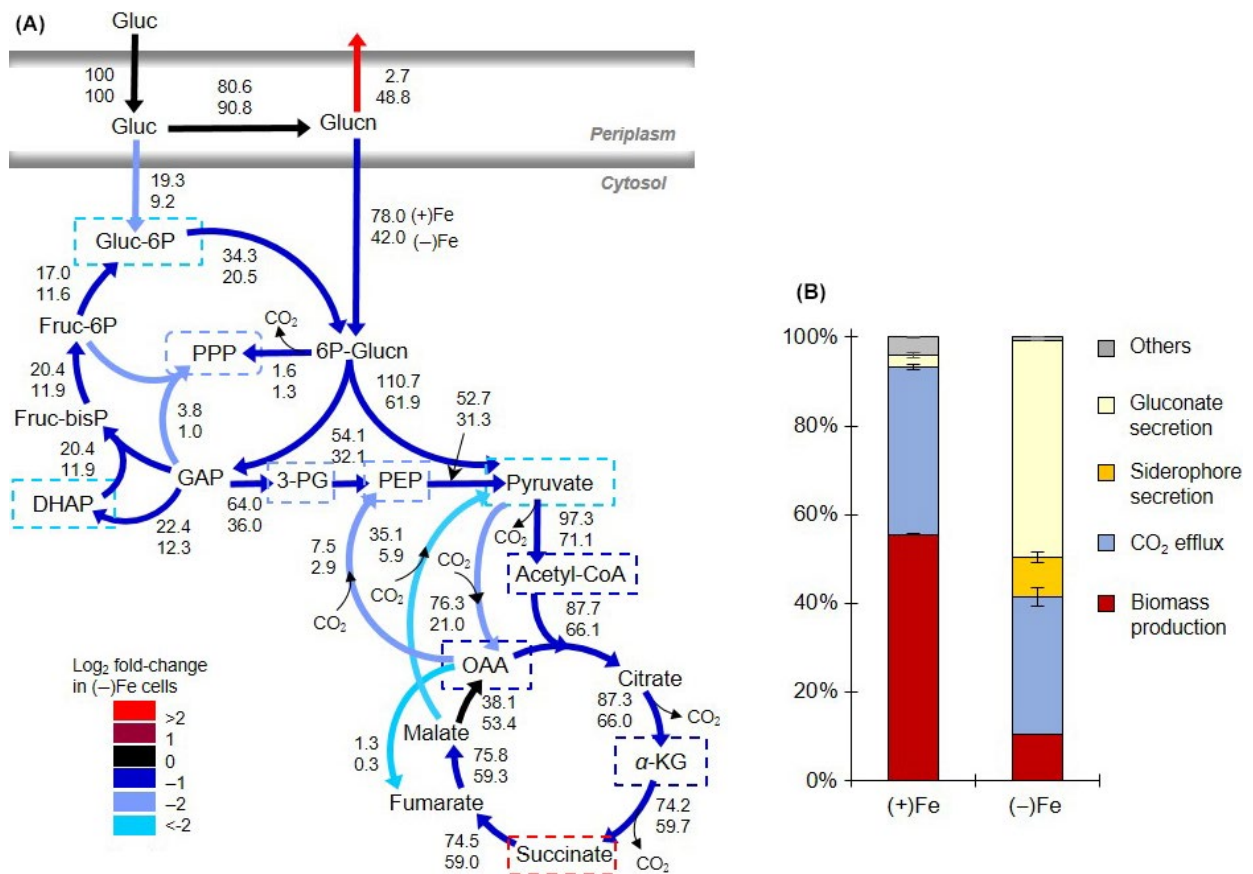 (A)
Gluc
100
100
80.6
90.8
2.7
48.8
Gluc
Glucn
Periplasm
Cytosol
19.3
9.2
78.0 (+)Fe
42.0 (–)Fe
Gluc-6P
34.3
20.5
17.0
11.6
Fruc-6P
CO2
PPP
6P-Glucn
1.6
1.3
110.7
61.9
20.4
11.9
3.8
1.0
52.7
31.3
Fruc-bisP
54.1
32.1
20.4
11.9
GAP
3-PG
PEP
Pyruvate
DHAP
64.0
36.0
22.4
12.3
CO2
97.3
71.1
7.5
2.9
35.1
5.9
CO2
CO2
Acetyl-CoA
CO2
76.3
21.0
87.7
66.1
OAA
Citrate
38.1
53.4
87.3
66.0
CO2
Malate
1.3
0.3
75.8
59.3
α-KG
Fumarate
74.2
59.7
74.5
59.0
Succinate
CO2
Log2 fold-change
in (–)Fe cells
>2
1
0
–1
–2
<-2
(B)
100%
80%
60%
40%
20%
0%
(+)Fe
(–)Fe
Others
Gluconate
secretion
Siderophore
secretion
CO2 efflux
Biomass
production